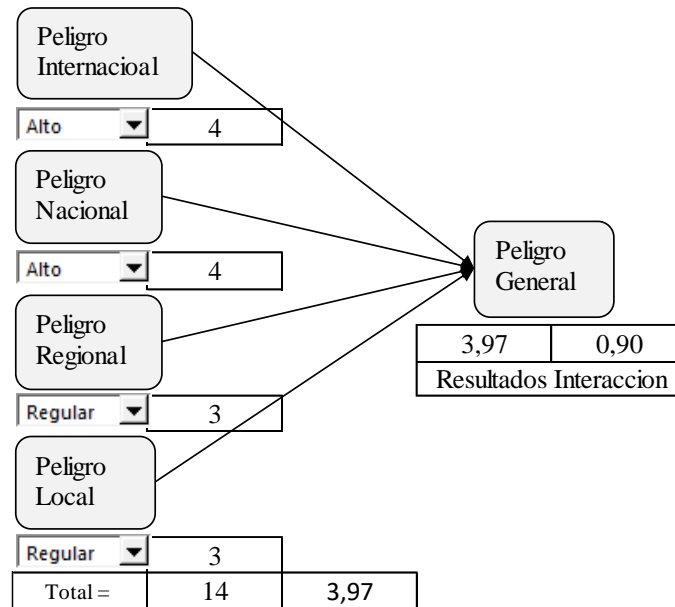 Peligro
Internacioal
Alto
4
Peligro
Nacional
Alto
4
Peligro
Regional
Regular
3
Peligro
Local
Regular
3
Total =
14
3,97
Peligro
General
3,97
0,90
Resultados Interaccion